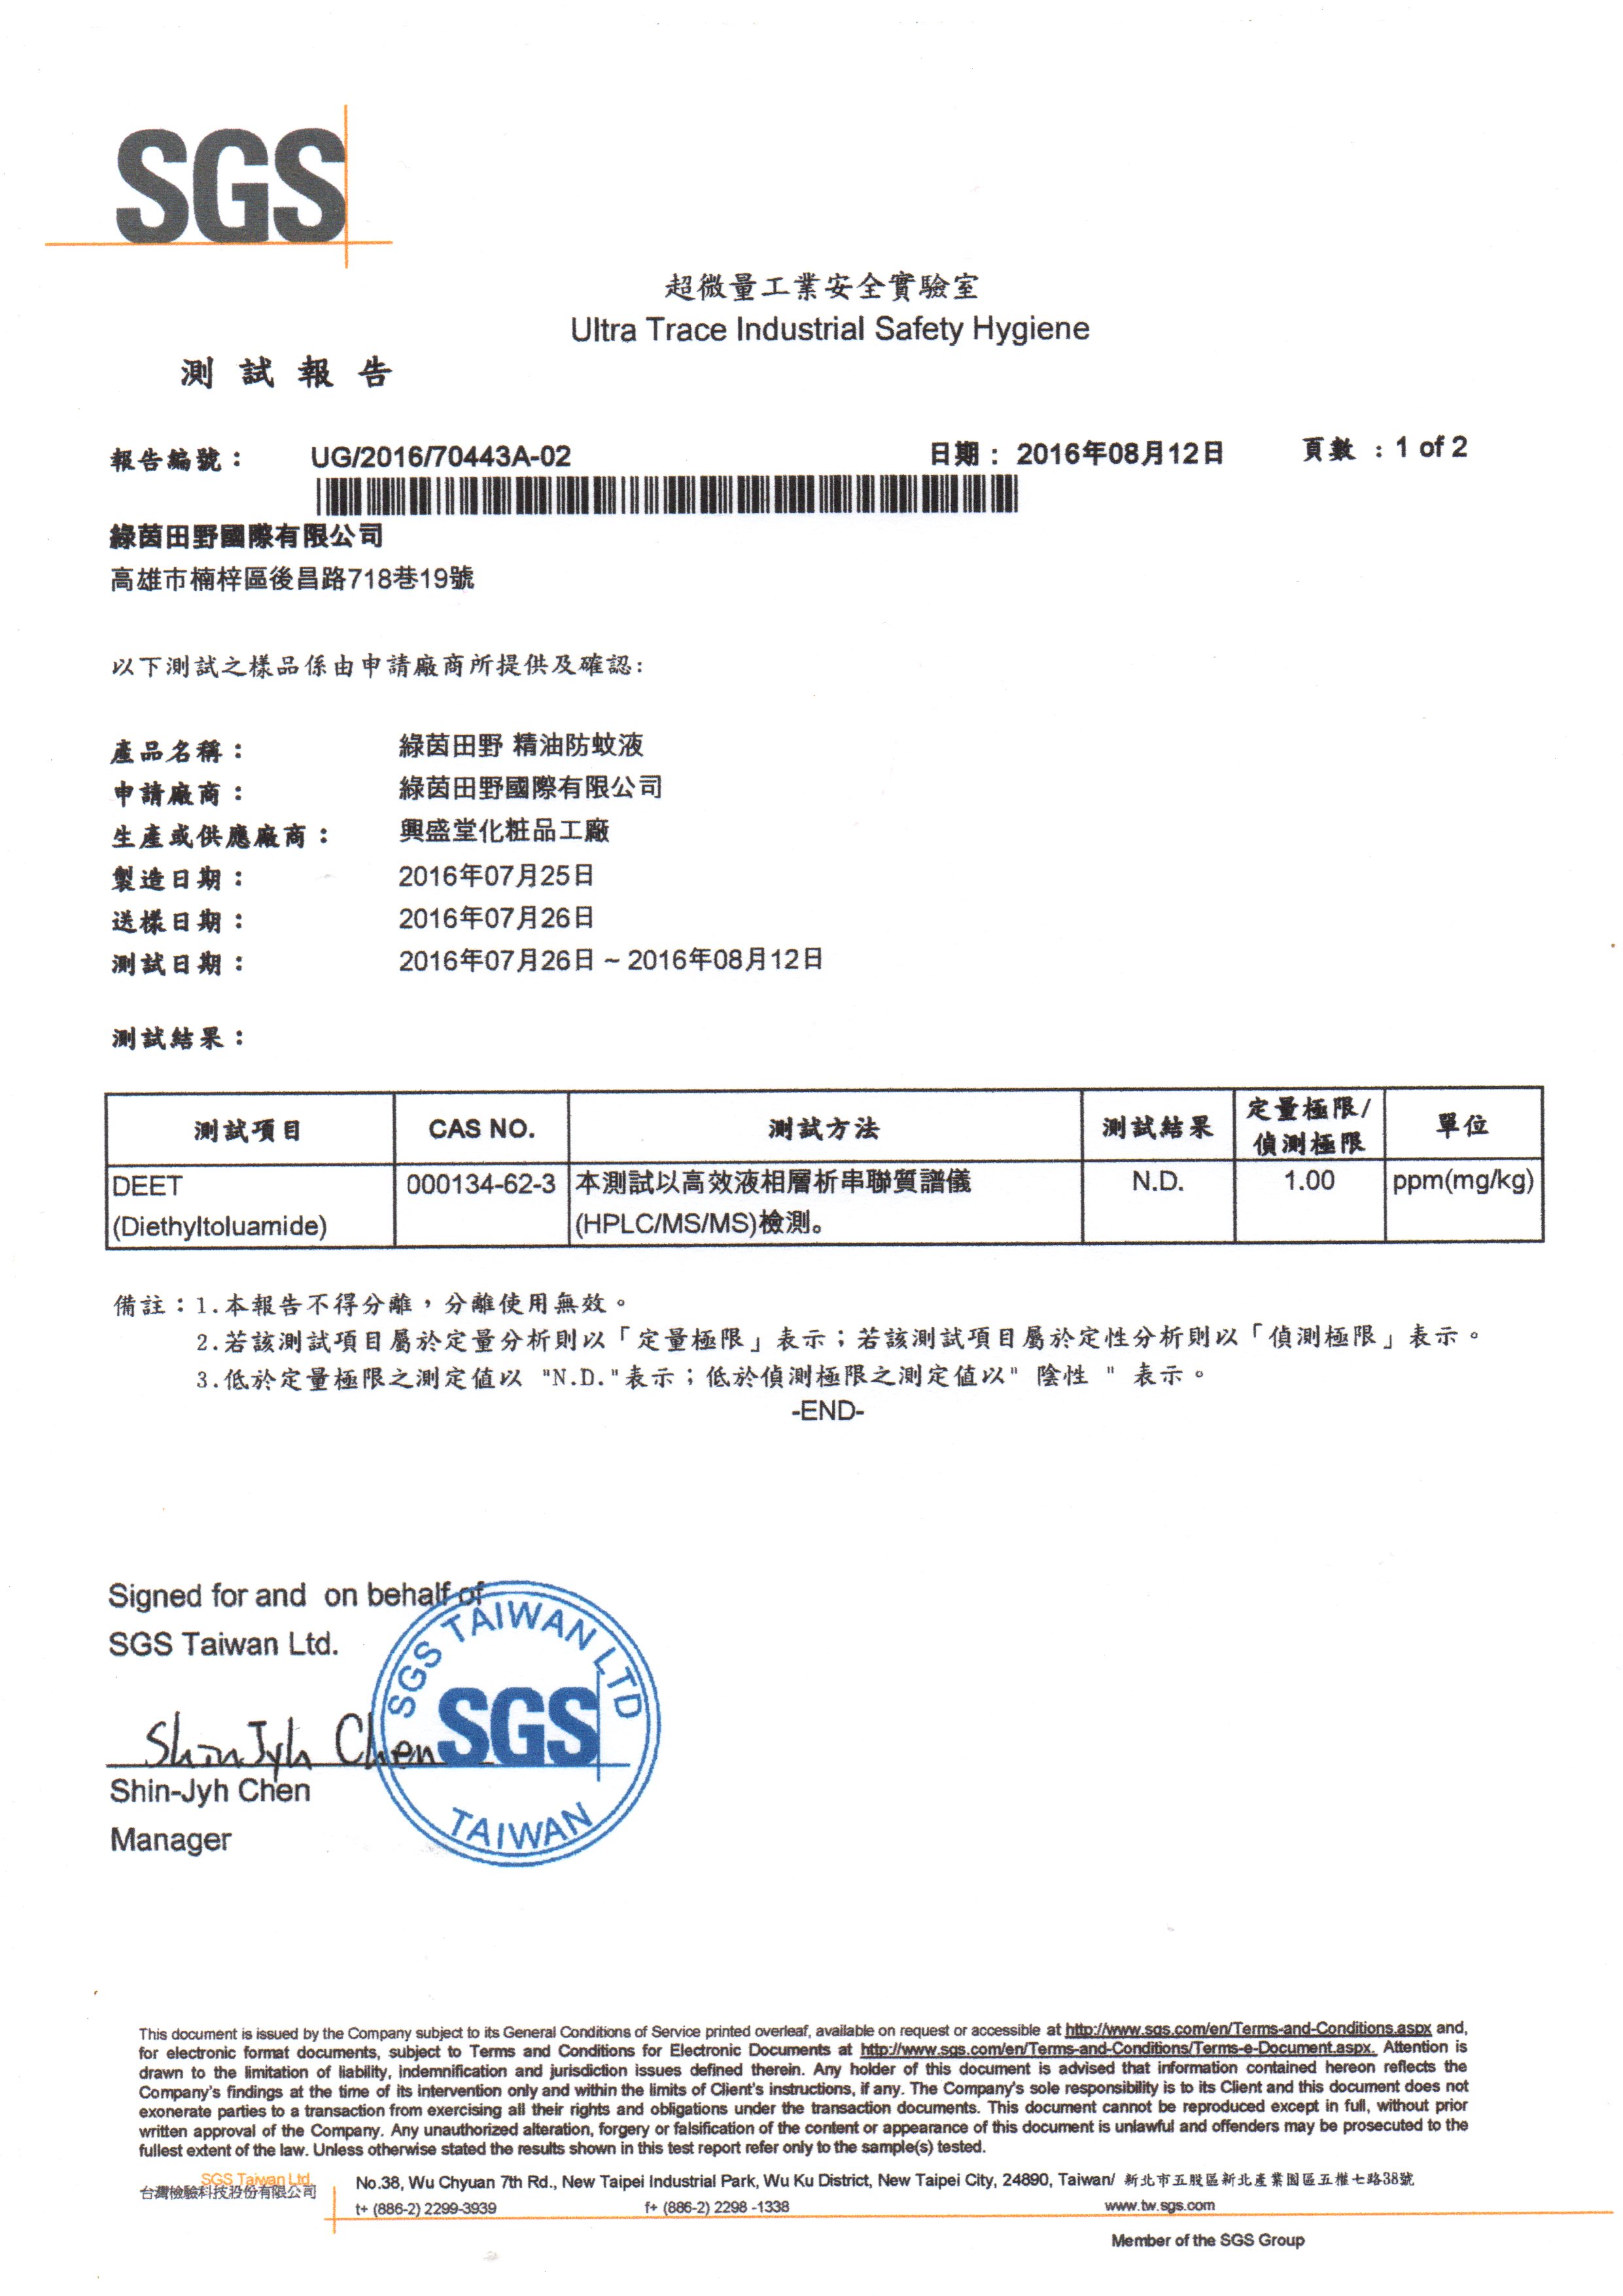 SGS
超微量工業安全實驗室
Ultra Trace Industrial Safety Hygiene
測試報告
報告編號： UG/2016/70443A-02 日期： 2016年08月12日 頁數 ：1 of 2
綠茵田野國際有限公司
高雄市楠梓區後昌路718巷19號
以下測試之樣品係由申請廠商所提供及確認:
產品名稱： 綠茵田野 精油防蚊液
申請廠商： 綠茵田野國際有限公司
生產或供應廠商： 興盛堂化粧品工廠
製造日期： 2016年07月25日
送樣日期： 2016年07月26日
測試日期： 2016年07月26日 ~ 2016年08月12日
測試結果：
測試項目 CAS NO. 測試方法 測試結果 定量極限/ 單位
偵測極限
DEET 000134-62-3 本測試以高效液相層析串聯質譜儀 N.D. 1.00 ppm(mg/kg)
(Diethyltoluamide) (HPLC/MS/MS)檢測。
備註：1.本報告不得分離，分離使用無效。
2.若該測試項目屬於定量分析則以「定量極限」表示；若該測試項目屬於定性分析則以「偵測極限」表示。
3.低於定量極限之測定值以 "N.D."表示；低於偵測極限之測定值以" 陰性 " 表示。
-END-
Signed for and on behalf of
SGS Taiwan Ltd.
Shin Jyh Chen
Shin-Jyh Chen
Manager
SGS TAIWAN LTD
SGS
TAIWAN
This document is issued by the Company subject to its General Conditions of Service printed overleaf, available on request or accessible at http://www.sgs.com/en/Terms-and-Conditions.aspx and,
for electronic format documents, subject to Terms and Conditions for Electronic Documents at http://www.sgs.com/en/Terms-and-Conditions/Terms-e-Document.aspx. Attention is
drawn to the limitation of liability, indemnification and jurisdiction issues defined therein. Any holder of this document is advised that information contained hereon reflects the
Company's findings at the time of its intervention only and within the limits of Client's instructions, if any. The Company's sole responsibility is to its Client and this document does not
exonerate parties to a transaction from exercising all their rights and obligations under the transaction documents. This document cannot be reproduced except in full, without prior
written approval of the Company. Any unauthorized alteration, forgery or falsification of the content or appearance of this document is unlawful and offenders may be prosecuted to the
fullest extent of the law. Unless otherwise stated the results shown in this test report refer only to the sample(s) tested.
SGS Taiwan Ltd.
台灣檢驗科技股份有限公司
No.38, Wu Chyuan 7th Rd., New Taipei Industrial Park, Wu Ku District, New Taipei City, 24890, Taiwan/ 新北市五股區新北產業園區五權七路38號
t+ (886-2) 2299-3939 f+ (886-2) 2298 -1338 www.tw.sgs.com
Member of the SGS Group